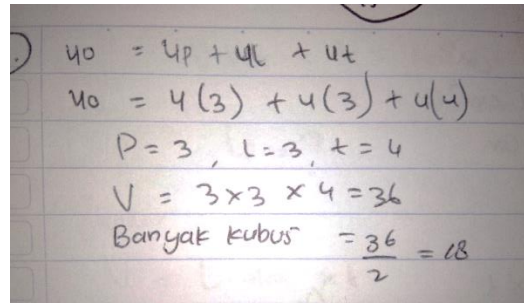 40 = 4p + 4l + 4t
40 = 4(3) + 4(3) + 4(4)
P = 3, l = 3, t = 4
V = 3 × 3 × 4 = 36
Banyak kubus = 36/2 = 18